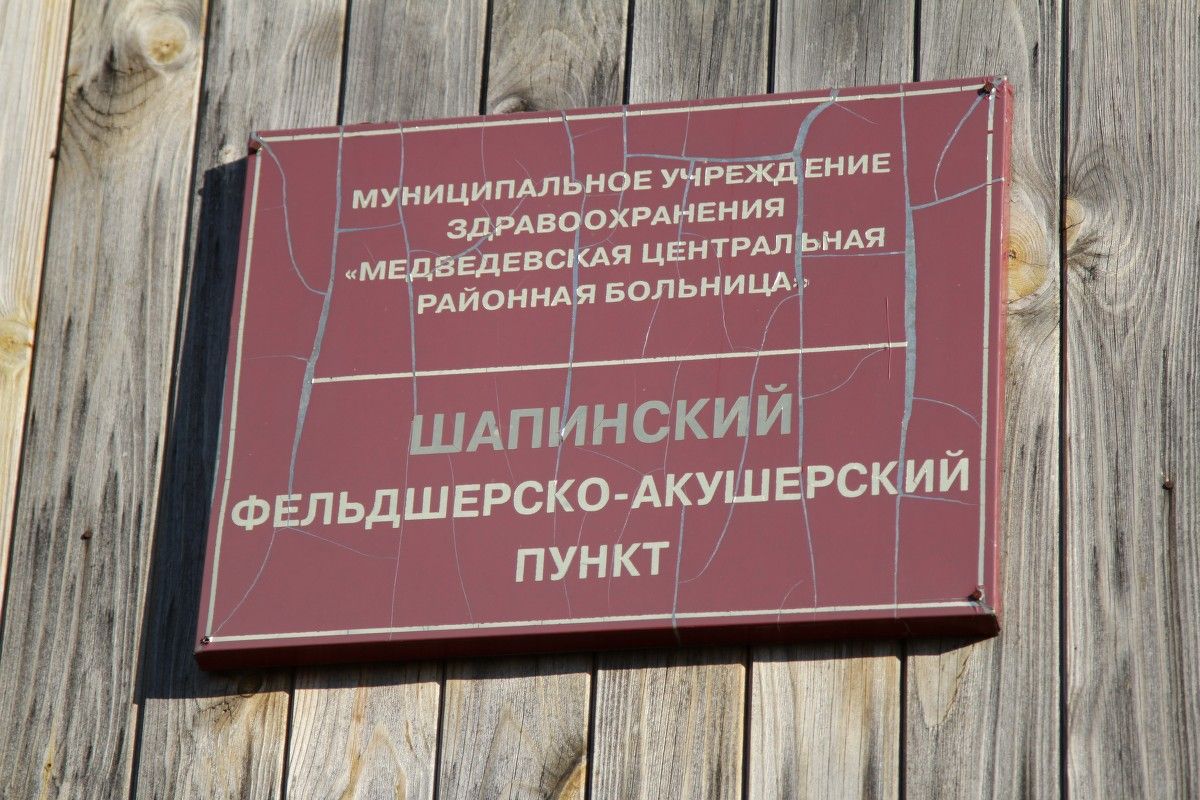 МУНИЦИПАЛЬНОЕ УЧРЕЖДЕНИЕ
ЗДРАВООХРАНЕНИЯ
«МЕДВЕДЕВСКАЯ ЦЕНТРАЛЬНАЯ
РАЙОННАЯ БОЛЬНИЦА»
ШАПИНСКИЙ
ФЕЛЬДШЕРСКО-АКУШЕРСКИЙ
ПУНКТ